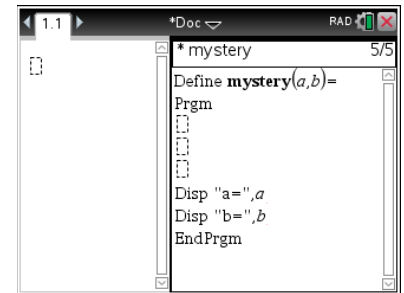 1.1
*Doc
RAD
* mystery
5/5
Define mystery(a,b)=
Prgm
Disp "a=",a
Disp "b=",b
EndPrgm